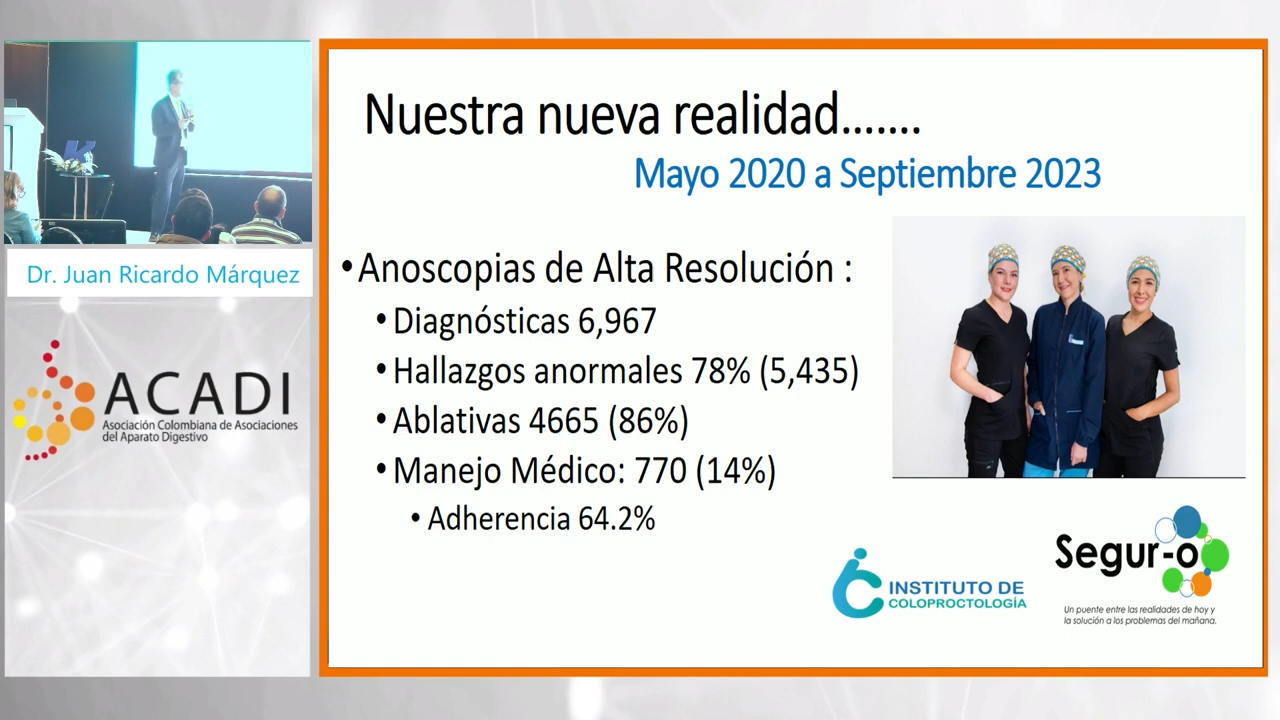 Nuestra nueva realidad.......
Mayo 2020 a Septiembre 2023
•Anoscopias de Alta Resolución :
•Diagnósticas 6,967
•Hallazgos anormales 78% (5,435)
•Ablativas 4665 (86%)
•Manejo Médico: 770 (14%)
•Adherencia 64.2%
Dr. Juan Ricardo Márquez
ACADI
Asociación Colombiana de Asociaciones
del Aparato Digestivo
INSTITUTO DE
COLOPROCTOLOGÍA
Segur-o
Un puente entre las realidades de hoy y
la solución a los problemas del mañana.